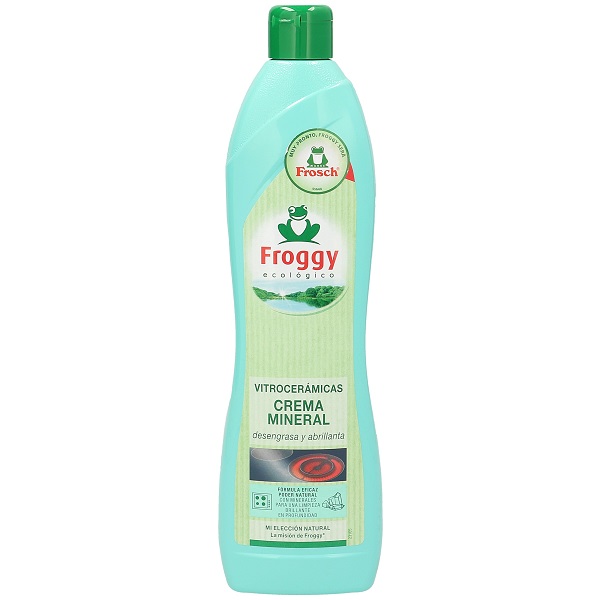 MUY PRONTO, FROGGY SERÁ
Frosch
Froggy
ecológico
VITROCERÁMICAS
CREMA
MINERAL
desengrasa y abrillanta
FÓRMULA EFICAZ
PODER NATURAL
CON MINERALES
PARA UNA LIMPIEZA
BRILLANTE
EN PROFUNDIDAD
MI ELECCIÓN NATURAL
La misión de Froggy*